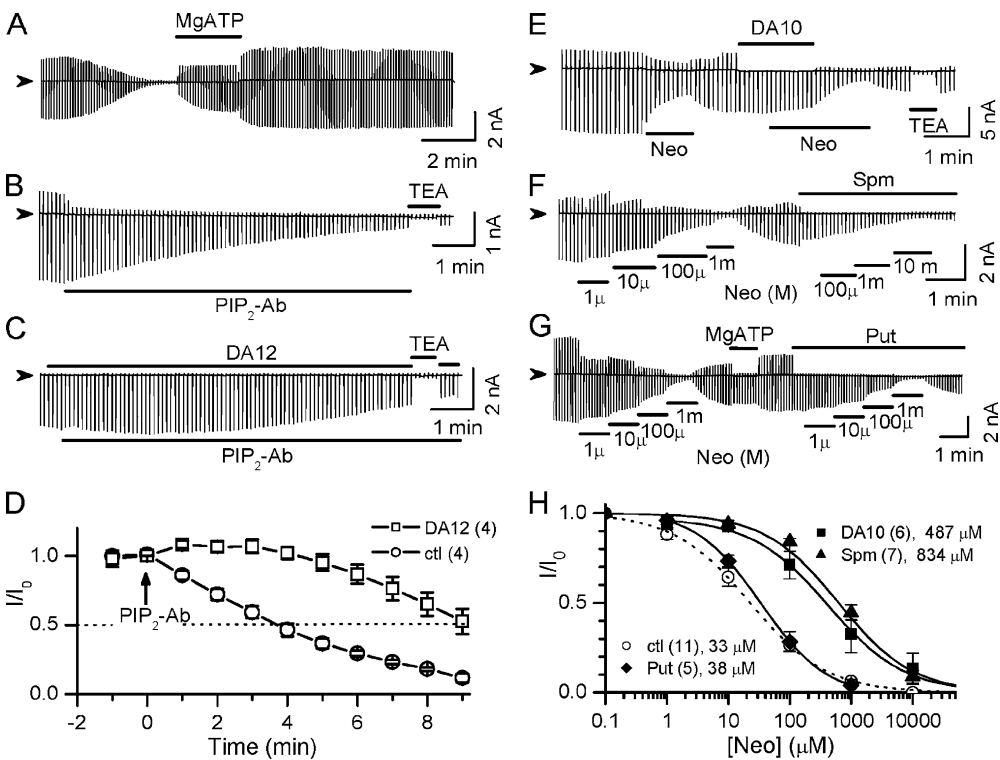 A
MgATP
2 min
2 nA
B
TEA
1 min
1 nA
PIP2-Ab
C
DA12
TEA
1 min
2 nA
PIP2-Ab
D
DA12 (4)
ctl (4)
PIP2-Ab
I/I0
1.0
0.5
0.0
-2 0 2 4 6 8
Time (min)
E
DA10
Neo
Neo
TEA
1 min
5 nA
F
Spm
1μ 10μ 100μ 1m
100μ 1m 10 m
Neo (M)
1 min
2 nA
G
MgATP
Put
1μ 10μ 100μ 1m
1μ 10μ 100μ 1m
Neo (M)
1 min
2 nA
H
DA10 (6), 487 μM
Spm (7), 834 μM
ctl (11), 33 μM
Put (5), 38 μM
I/I0
1.0
0.5
0.0
0.1 1 10 100 1000 10000
[Neo] (μM)